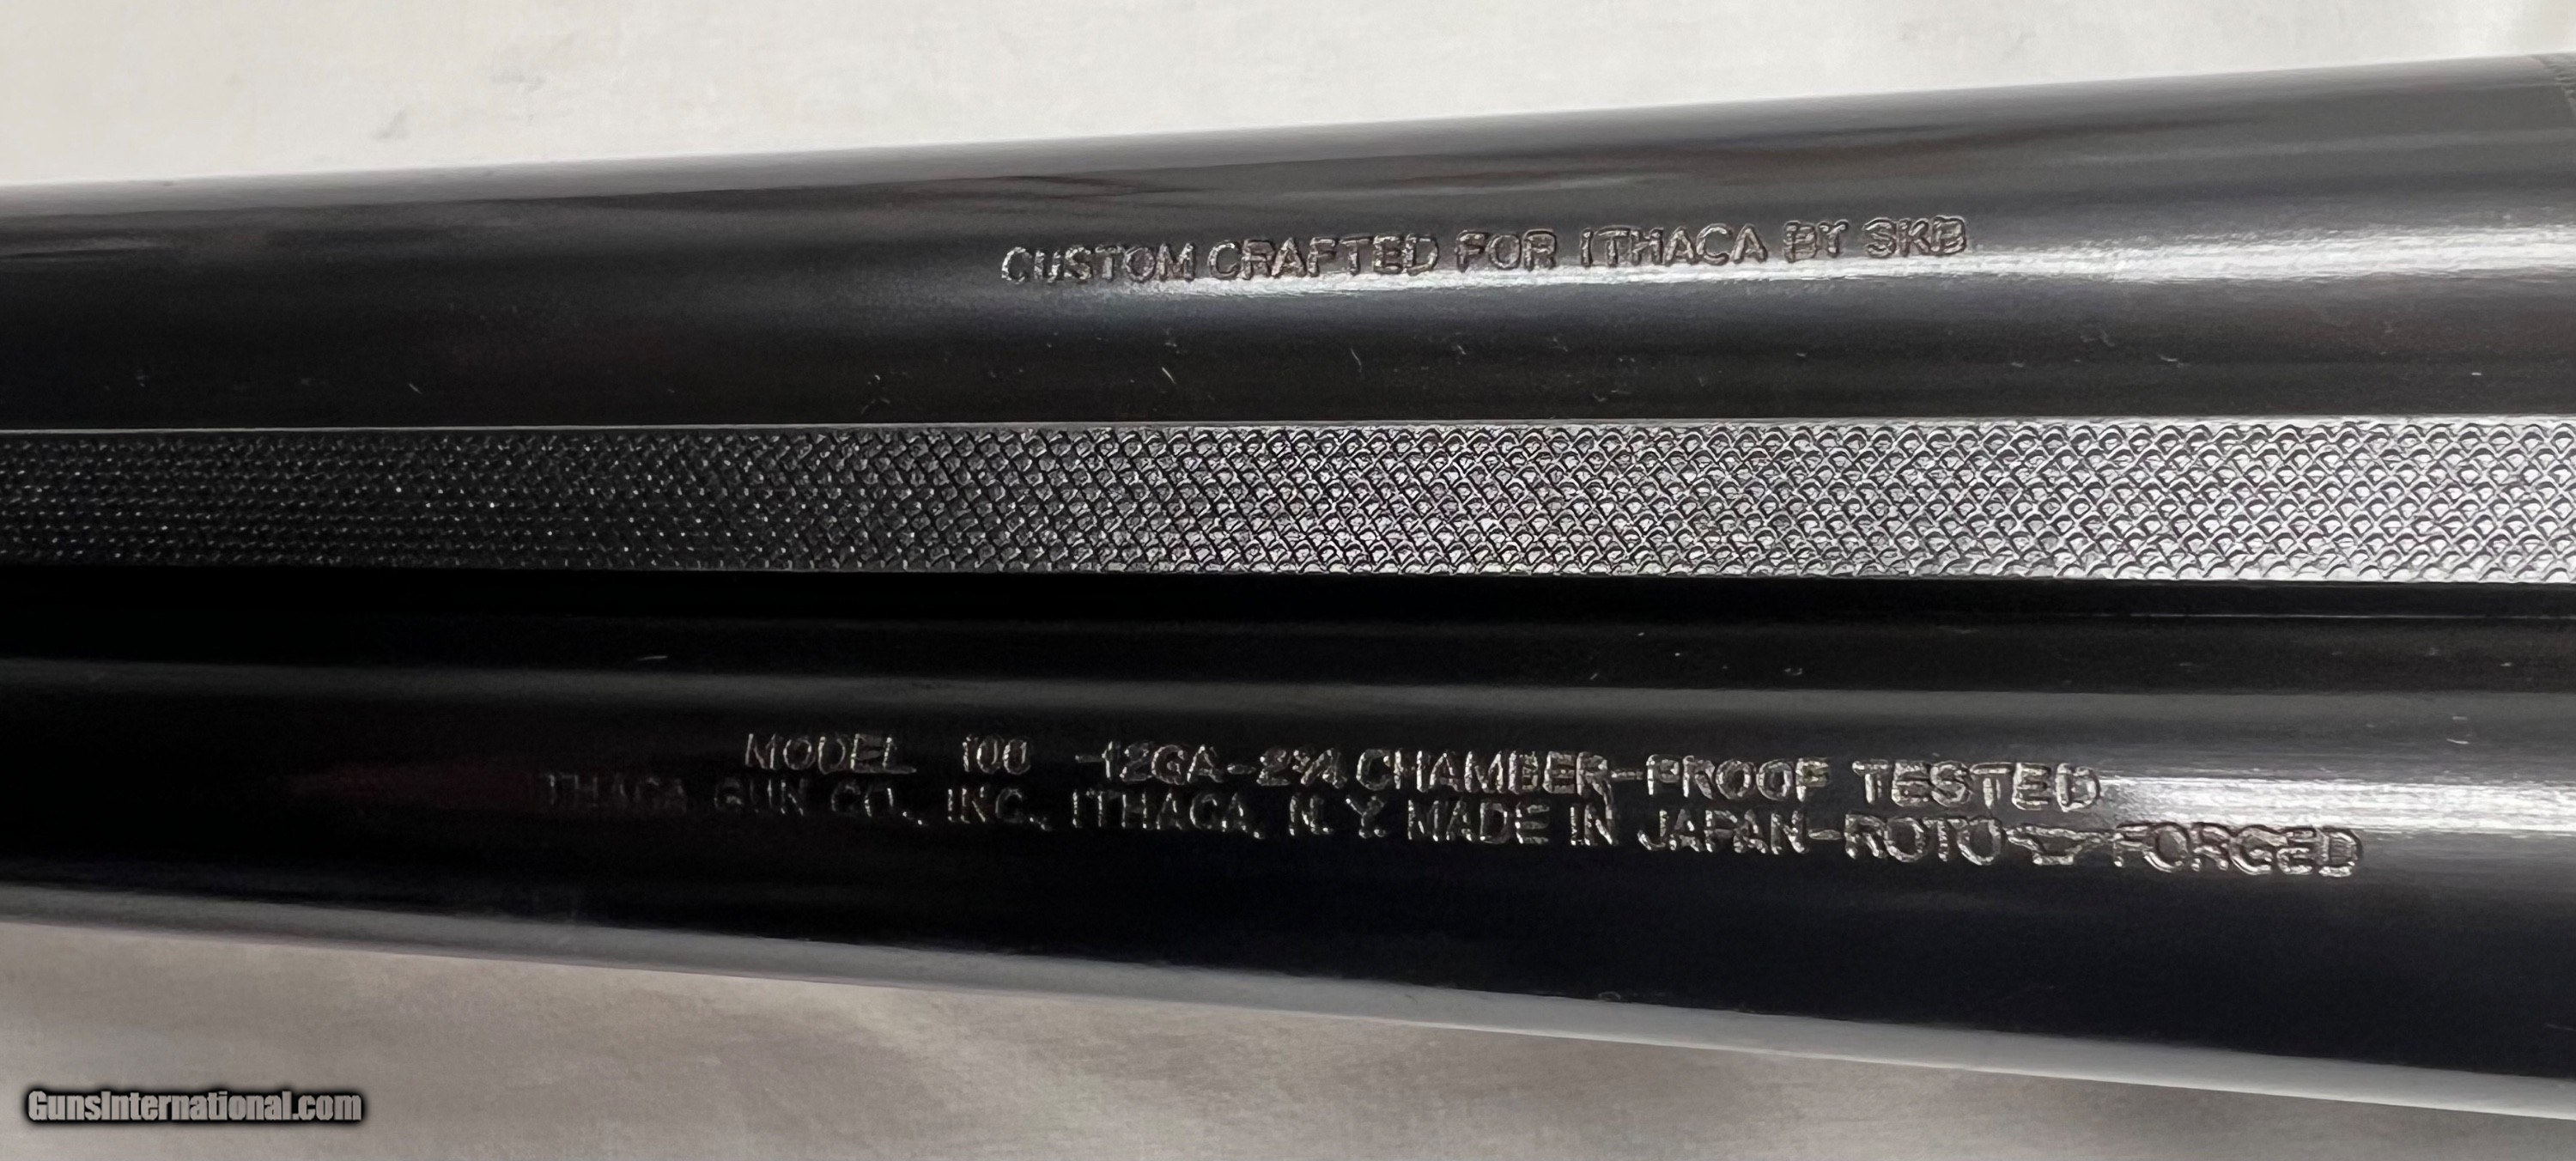 CUSTOM CRAFTED FOR ITHACA BY SKB
MODEL 100 -12GA-2¾ CHAMBER-PROOF TESTED
ITHACA GUN CO., INC., ITHACA, N. Y. MADE IN JAPAN-ROTO FORGED
GunsInternational.com